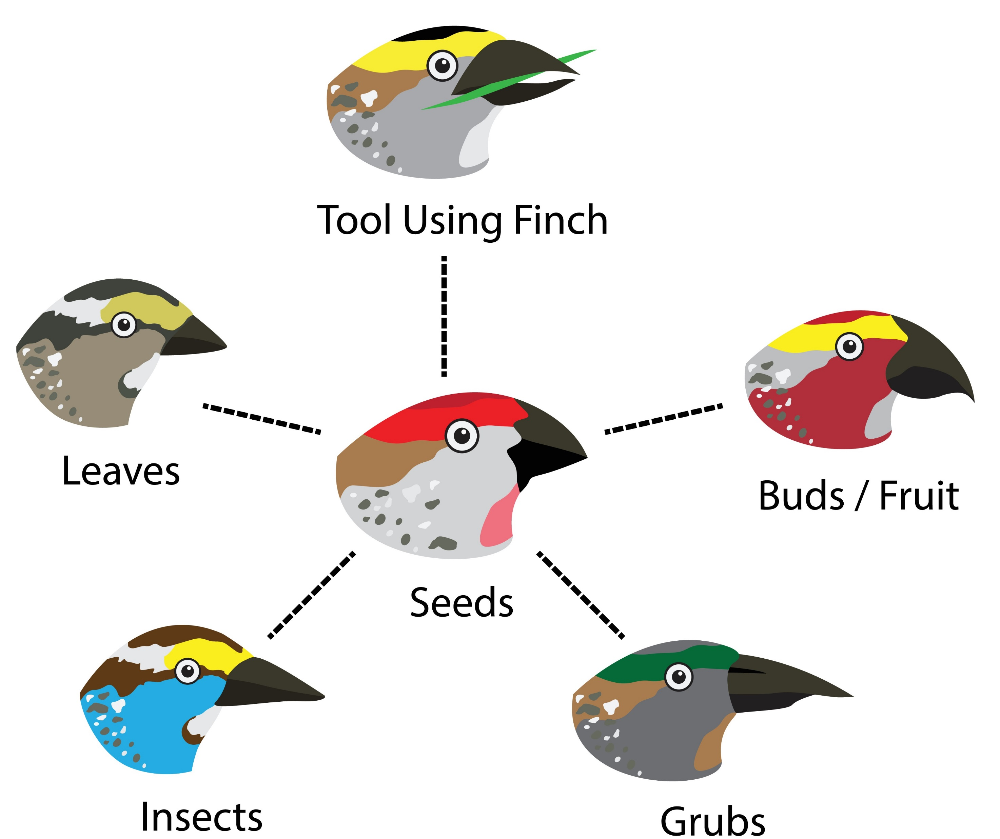 Tool Using Finch
Leaves
Buds / Fruit
Seeds
Insects
Grubs